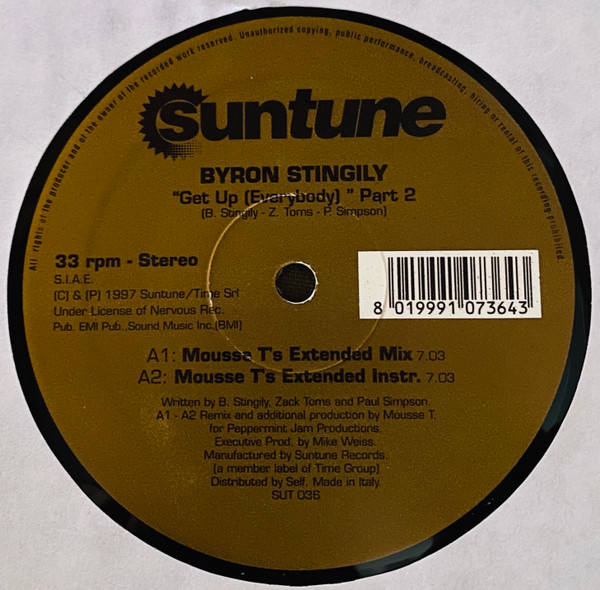 All rights of the producer and of the owner of the recorded work reserved. Unauthorized copying, public performance, broadcasting, hiring or rental of this recording prohibited.
suntune
BYRON STINGILY
"Get Up (Everybody) " Part 2
(B. Stingily - Z. Toms - P. Simpson)
33 rpm - Stereo
S.I.A.E.
(C) & (P) 1997 Suntune/Time Srl
Under License of Nervous Rec.
Pub. EMI Pub..Sound Music Inc.(BMI)
8 019991 073643
A1: Mousse T's Extended Mix 7.03
A2: Mousse T's Extended Instr. 7.03
Written by B. Stingily, Zack Toms and Paul Simpson.
A1 - A2 Remix and additional production by Mousse T.
for Peppermint Jam Productions.
Executive Prod. by Mike Weiss.
Manufactured by Suntune Records.
(a member label of Time Group)
Distributed by Self. Made in Italy.
SUT 036